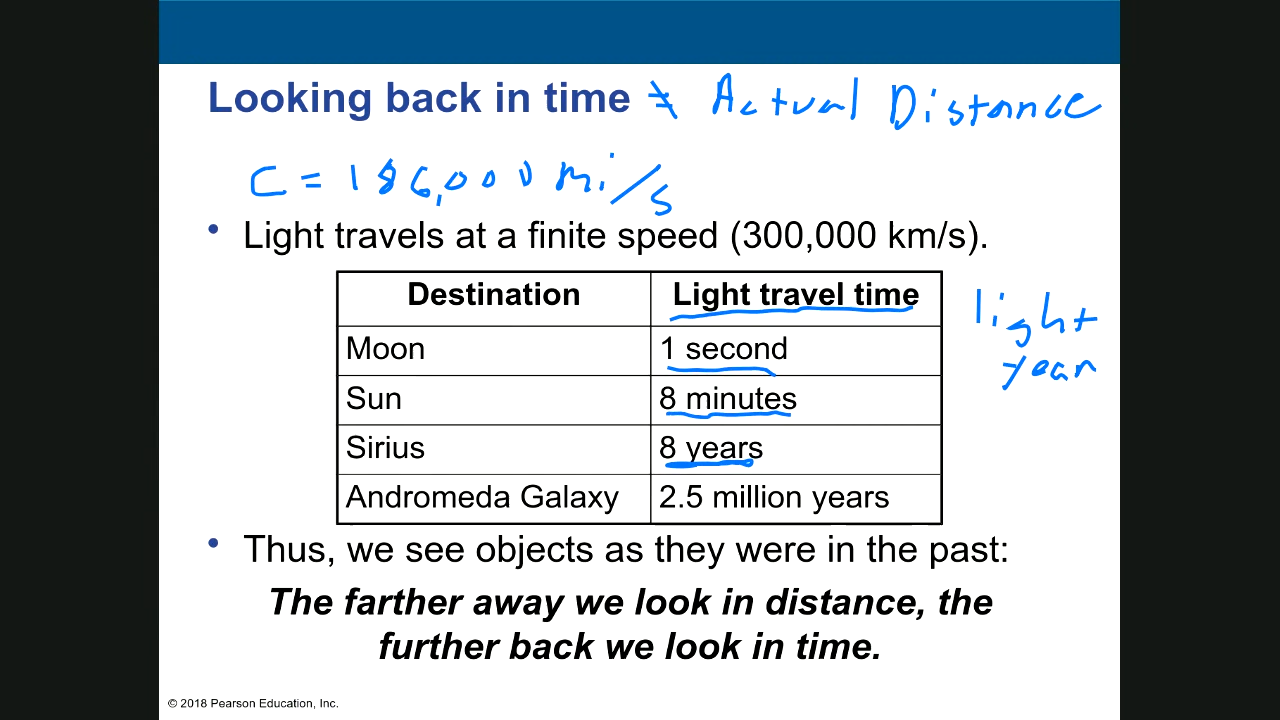 Looking back in time ≠ Actual Distance
C = 186,000 mi/s
• Light travels at a finite speed (300,000 km/s).
Destination Light travel time
Moon 1 second
Sun 8 minutes
Sirius 8 years
Andromeda Galaxy 2.5 million years
light
year
• Thus, we see objects as they were in the past:
The farther away we look in distance, the
further back we look in time.
© 2018 Pearson Education, Inc.